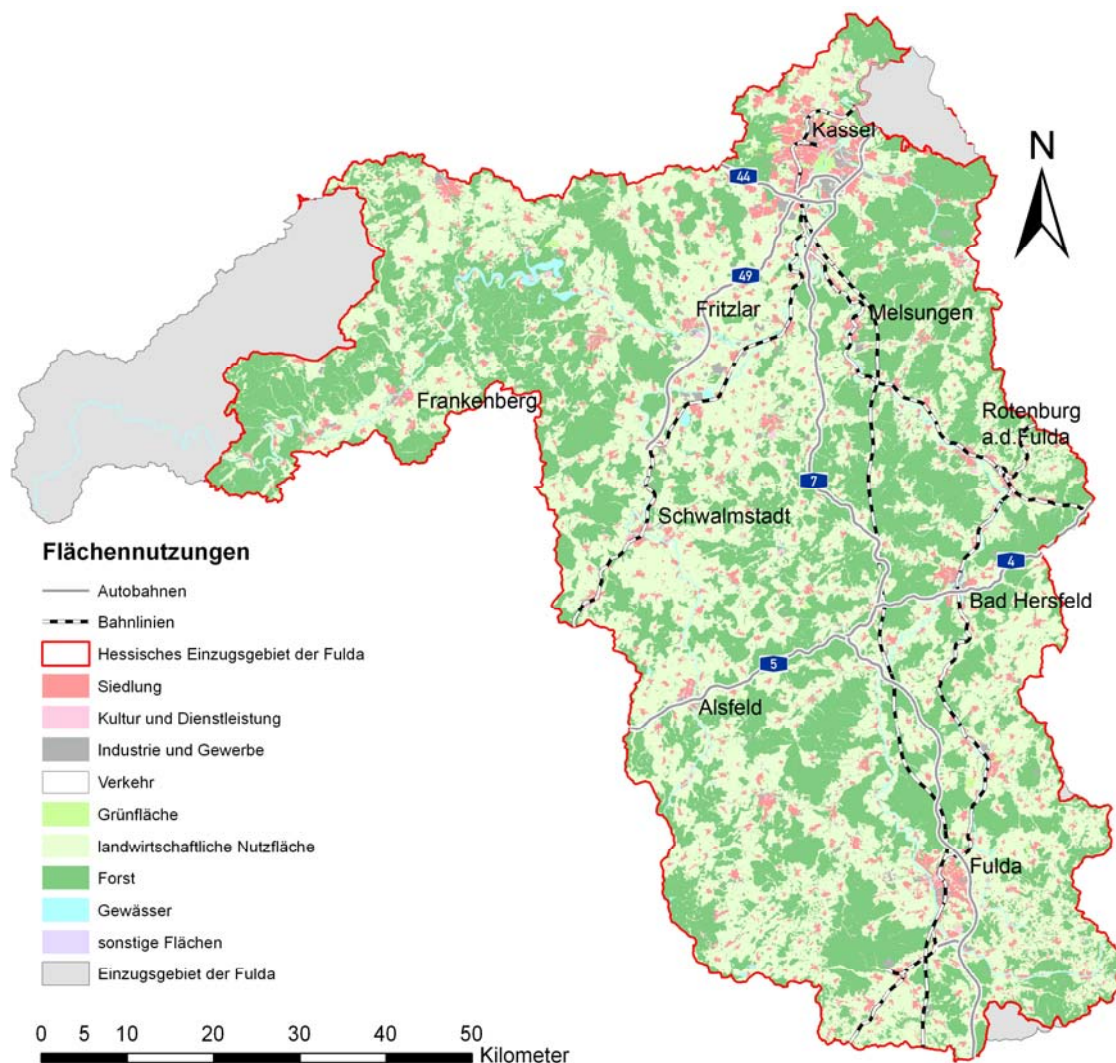 Kassel
N
44
49
Fritzlar
Melsungen
Frankenberg
Rotenburg
a.d.Fulda
7
Schwalmstadt
4
Bad Hersfeld
5
Alsfeld
Fulda
Flächennutzungen
Autobahnen
Bahnlinien
Hessisches Einzugsgebiet der Fulda
Siedlung
Kultur und Dienstleistung
Industrie und Gewerbe
Verkehr
Grünfläche
landwirtschaftliche Nutzfläche
Forst
Gewässer
sonstige Flächen
Einzugsgebiet der Fulda
0 5 10 20 30 40 50
Kilometer